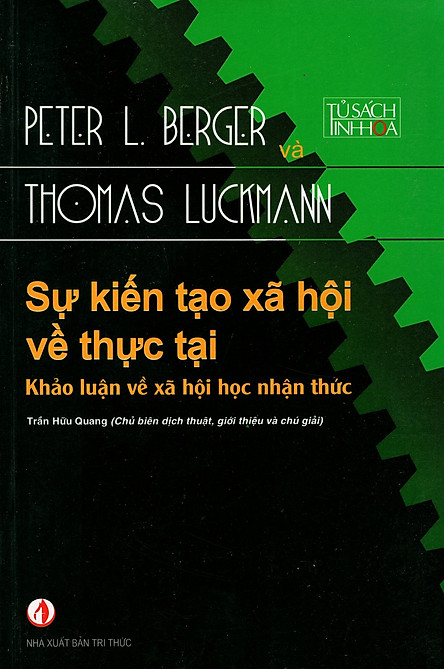 PETER L. BERGER
và
TỦ SÁCH
TINH HOA
THOMAS LUCKMANN
Sự kiến tạo xã hội
về thực tại
Khảo luận về xã hội học nhận thức
Trần Hữu Quang (Chủ biên dịch thuật, giới thiệu và chú giải)
NHÀ XUẤT BẢN TRI THỨC